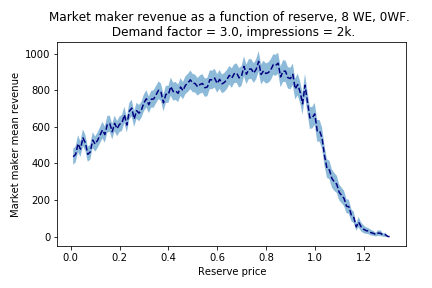 Market maker revenue as a function of reserve, 8 WE, 0WF.
Demand factor = 3.0, impressions = 2k.
Market maker mean revenue
1000
800
600
400
200
0
0.0 0.2 0.4 0.6 0.8 1.0 1.2
Reserve price